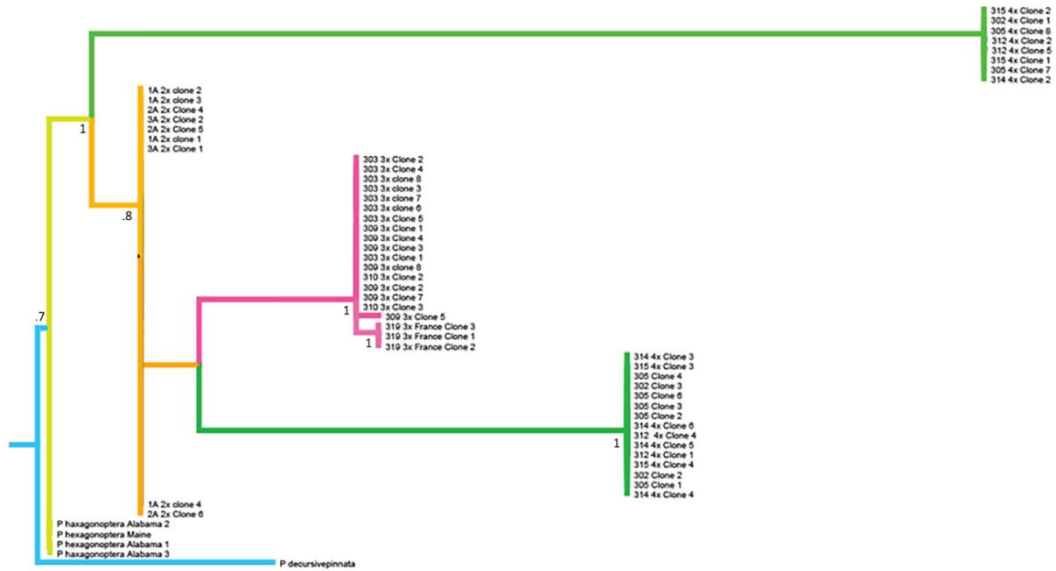 315 4x Clone 2
302 4x Clone 1
305 4x Clone 8
312 4x Clone 2
312 4x Clone 5
315 4x Clone 1
305 4x Clone 7
314 4x Clone 2
1
1A 2x clone 2
1A 2x clone 3
2A 2x Clone 4
3A 2x Clone 2
2A 2x Clone 5
1A 2x clone 1
3A 2x Clone 1
.8
303 3x Clone 2
303 3x Clone 4
303 3x clone 8
303 3x clone 3
303 3x clone 7
303 3x clone 6
303 3x Clone 5
309 3x Clone 1
309 3x Clone 4
309 3x Clone 3
303 3x Clone 1
309 3x clone 8
310 3x Clone 2
309 3x Clone 2
309 3x Clone 7
310 3x Clone 3
309 3x Clone 5
319 3x France Clone 3
319 3x France Clone 1
319 3x France Clone 2
1
1
.7
314 4x Clone 3
315 4x Clone 3
305 Clone 4
302 Clone 3
305 Clone 6
305 Clone 3
305 Clone 2
314 4x Clone 6
312 4x Clone 4
314 4x Clone 5
312 4x Clone 1
315 4x Clone 4
302 Clone 2
305 Clone 1
314 4x Clone 4
1
1A 2x clone 4
2A 2x Clone 6
P haxagonoptera Alabama 2
P hexagonoptera Maine
P hexagonoptera Alabama 1
P haxagonoptera Alabama 3
P decursivepinnata